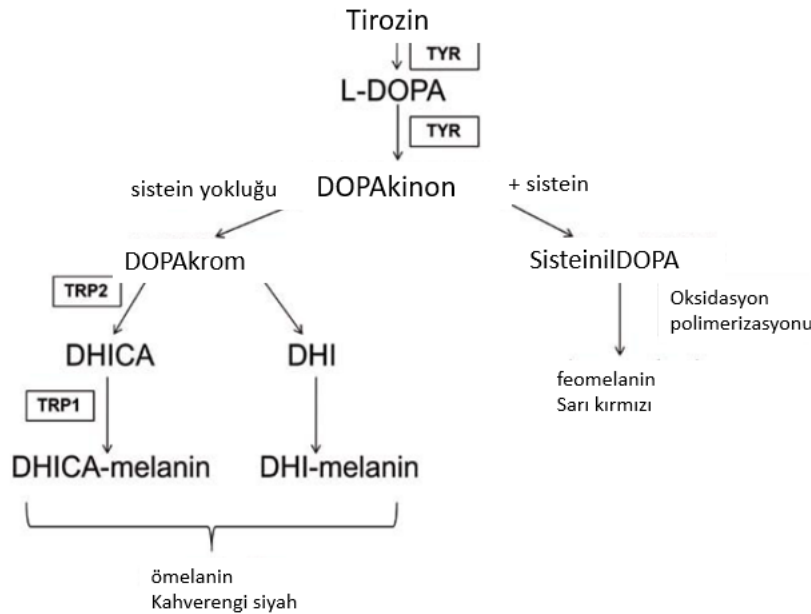 Tirozin
TYR
L-DOPA
TYR
sistein yokluğu
DOPAkinon
+ sistein
DOPAkrom
SisteinilDOPA
TRP2
Oksidasyon
polimerizasyonu
DHICA
DHI
feomelanin
Sarı kırmızı
TRP1
DHICA-melanin
DHI-melanin
ömelanin
Kahverengi siyah